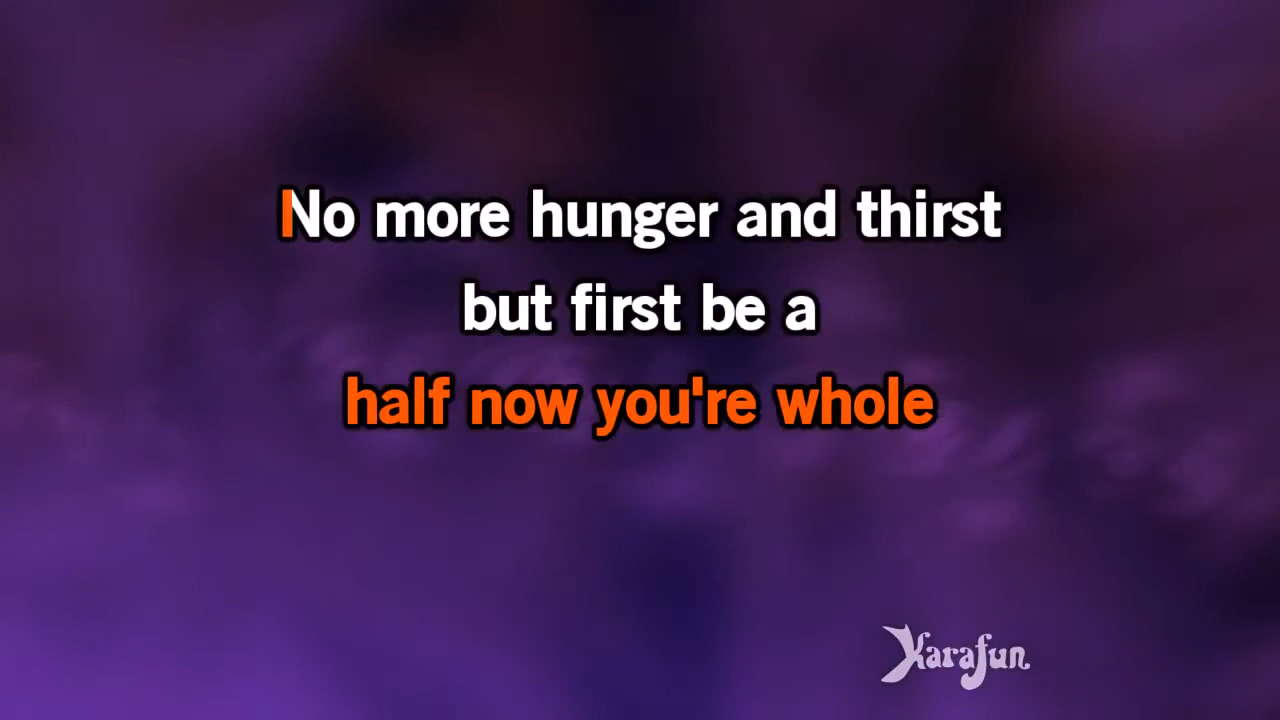 No more hunger and thirst
but first be a
half now you're whole
Karafun